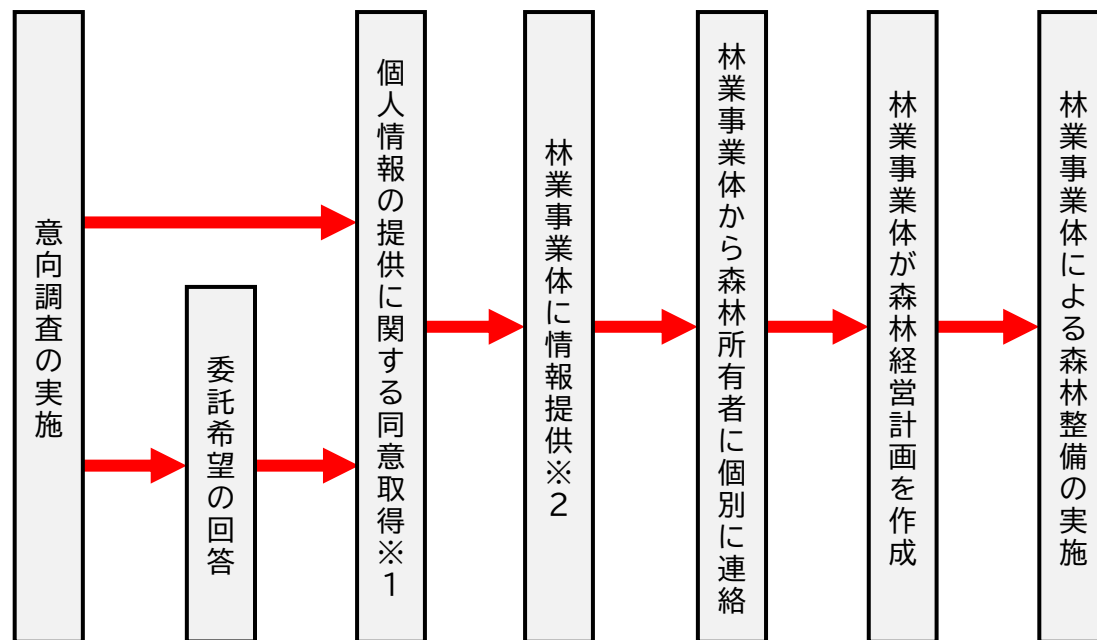 意向調査の実施
委託希望の回答
個人情報の提供に関する同意取得※1
林業事業体に情報提供※2
林業事業体から森林所有者に個別に連絡
林業事業体が森林経営計画を作成
林業事業体による森林整備の実施